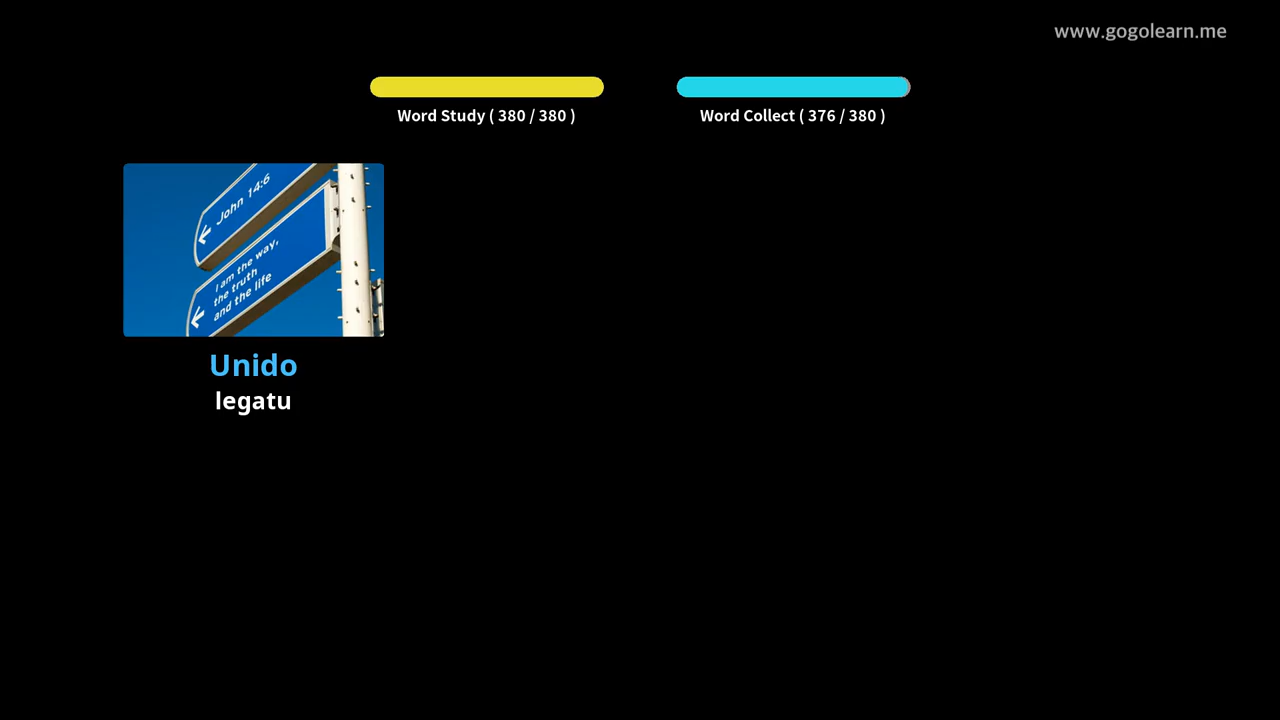 www.gogolearn.me
Word Study ( 380 / 380 )
Word Collect ( 376 / 380 )
John 14:6
I am the way,
the truth
and the life
Unido
legatu